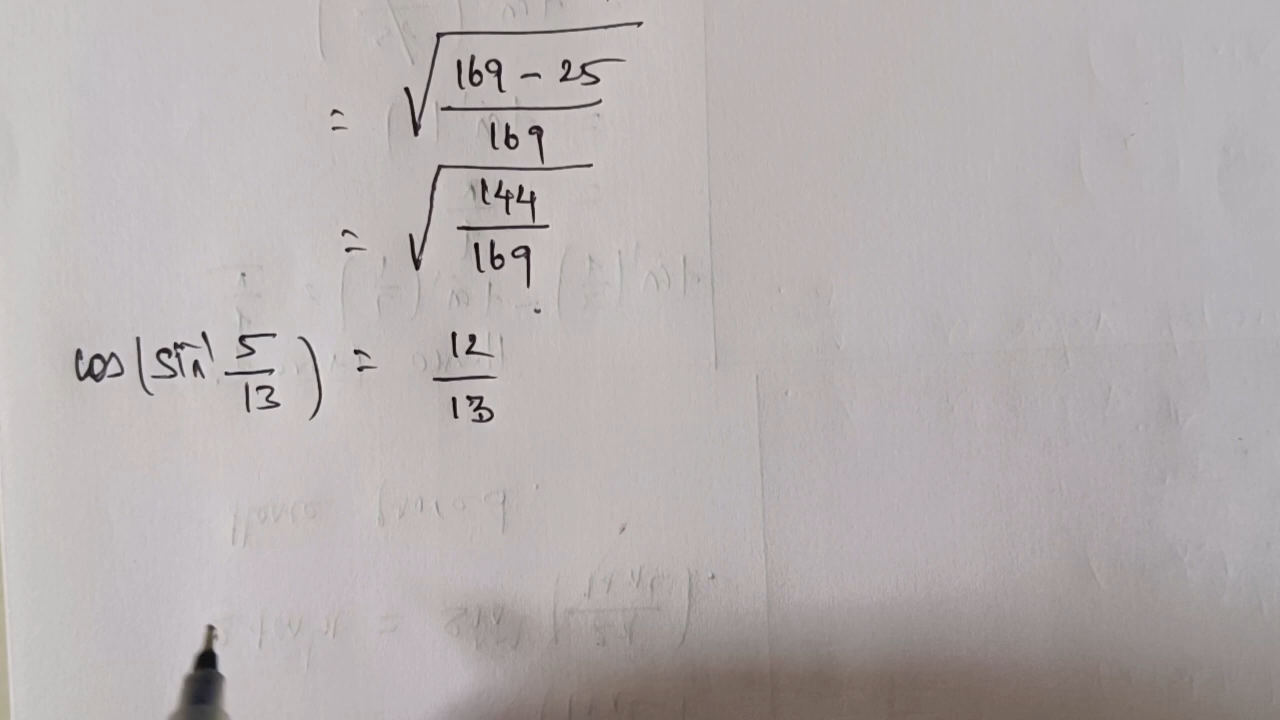 = √(169 - 25 / 169)
= √(144 / 169)
cos(sin⁻¹ 5/13) = 12/13